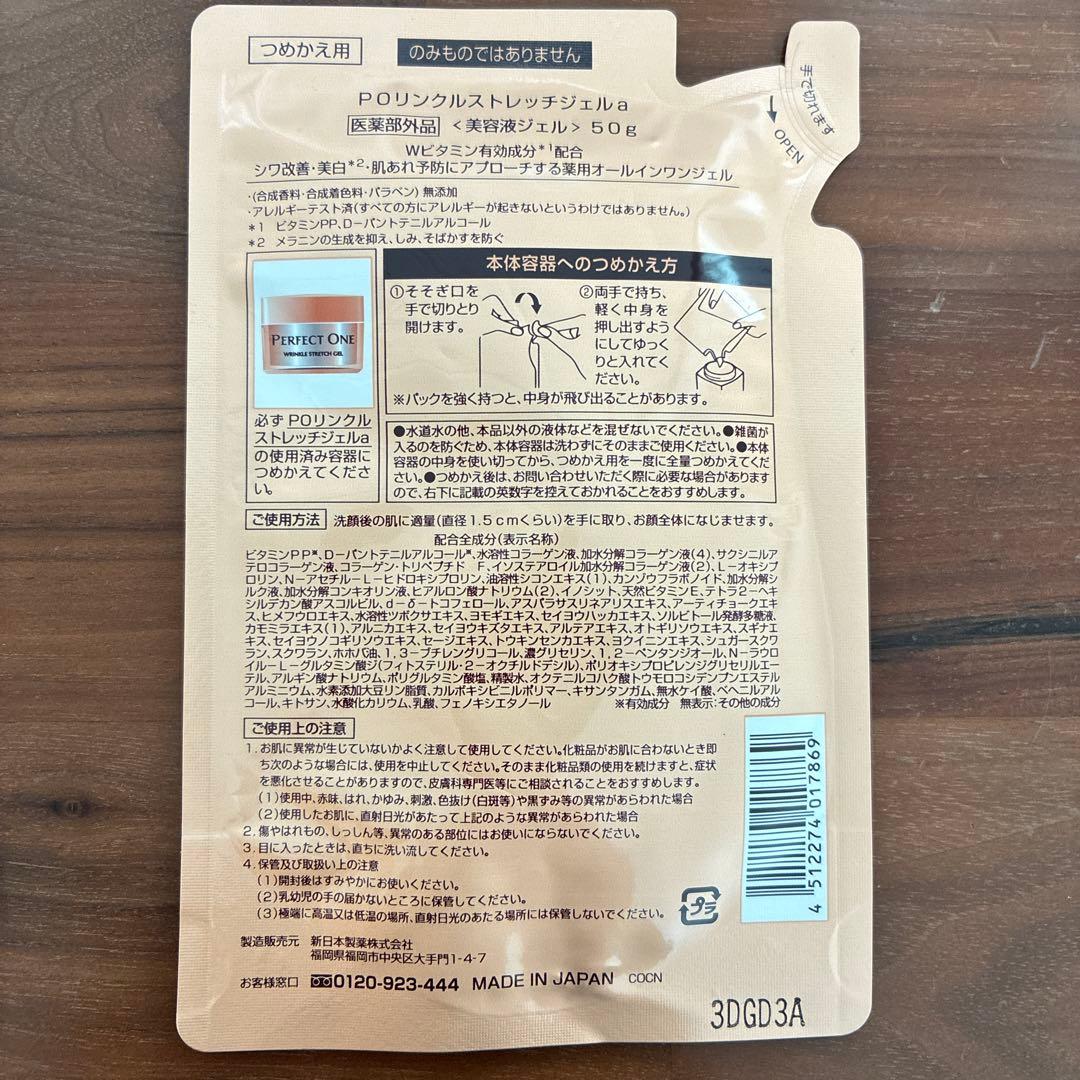 つめかえ用
のみものではありません
手で切れます
OPEN
POリンクルストレッチジェルa
医薬部外品 <美容液ジェル> 50g
Wビタミン有効成分*1配合
シワ改善・美白*2・肌あれ予防にアプローチする薬用オールインワンジェル
・(合成香料・合成着色料・パラベン) 無添加
・アレルギーテスト済(すべての方にアレルギーが起きないというわけではありません。)
*1 ビタミンPP、D-パントテニルアルコール
*2 メラニンの生成を抑え、しみ、そばかすを防ぐ
PERFECT ONE
WRINKLE STRETCH GEL
必ずPOリンクル
ストレッチジェルa
の使用済み容器に
つめかえてくださ
い。
本体容器へのつめかえ方
①そそぎ口を
手で切りとり
開けます。
②両手で持ち、
軽く中身を
押し出すよう
にしてゆっく
りと入れてく
ださい。
※パックを強く持つと、中身が飛び出ることがあります。
●水道水の他、本品以外の液体などを混ぜないでください。●雑菌が
入るのを防ぐため、本体容器は洗わずにそのままご使用ください。●本体
容器の中身を使い切ってから、つめかえ用を一度に全量つめかえてくだ
さい。●つめかえ後は、お問い合わせいただく際に必要な場合があります
ので、右下に記載の英数字を控えておかれることをおすすめします。
ご使用方法 洗顔後の肌に適量(直径1.5cmくらい)を手に取り、お顔全体になじませます。
配合全成分(表示名称)
ビタミンPP※、D-パントテニルアルコール※、水溶性コラーゲン液、加水分解コラーゲン液(4)、サクシニルア
テロコラーゲン液、コラーゲン・トリペプチド F、イソステアロイル加水分解コラーゲン液(2)、L-オキシプ
ロリン、N-アセチル-L-ヒドロキシプロリン、油溶性シコンエキス(1)、カンゾウフラボノイド、加水分解シ
ルク液、加水分解コンキオリン液、ヒアルロン酸ナトリウム(2)、イノシット、天然ビタミンE、テトラ2-ヘキ
シルデカン酸アスコルビル、d-δ-トコフェロール、アスパラサスリネアリスエキス、アーティチョークエキ
ス、ヒメフウロエキス、水溶性ツボクサエキス、ヨモギエキス、セイヨウハッカエキス、ソルビトール発酵多糖液、
カモミラエキス(1)、アルニカエキス、セイヨウキズタエキス、アルテアエキス、オトギリソウエキス、スギナエ
キス、セイヨウノコギリソウエキス、セージエキス、トウキンセンカエキス、ヨクイニンエキス、シュガースクワ
ラン、スクワラン、ホホバ油、1,3-ブチレングリコール、濃グリセリン、1,2-ペンタンジオール、N-ラウロ
イル-L-グルタミン酸ジ(フィトステリル・2-オクチルドデシル)、ポリオキシプロピレンジグリセリルエー
テル、アルギン酸ナトリウム、ポリグルタミン酸塩、精製水、オクテニルコハク酸トウモロコシデンプンエステル
アルミニウム、水素添加大豆リン脂質、カルボキシビニルポリマー、キサンタンガム、無水ケイ酸、ベヘニルアル
コール、キトサン、水酸化カリウム、乳酸、フェノキシエタノール ※有効成分 無表示:その他の成分
ご使用上の注意
1.お肌に異常が生じていないかよく注意して使用してください。化粧品がお肌に合わないとき即
ち次のような場合には、使用を中止してください。そのまま化粧品類の使用を続けますと、症状
を悪化させることがありますので、皮膚科専門医等にご相談されることをおすすめします。
(1)使用中、赤味、はれ、かゆみ、刺激、色抜け(白斑等)や黒ずみ等の異常があらわれた場合
(2)使用したお肌に、直射日光があたって上記のような異常があらわれた場合
2.傷やはれもの、しっしん等、異常のある部位にはお使いにならないでください。
3.目に入ったときは、直ちに洗い流してください。
4.保管及び取扱い上の注意
(1)開封後はすみやかにお使いください。
(2)乳幼児の手の届かないところに保管してください。
(3)極端に高温又は低温の場所、直射日光のあたる場所には保管しないでください。
プラ
4 512274 017869
製造販売元 新日本製薬株式会社
福岡県福岡市中央区大手門1-4-7
お客様窓口 0120-923-444 MADE IN JAPAN COCN
3DGD3A